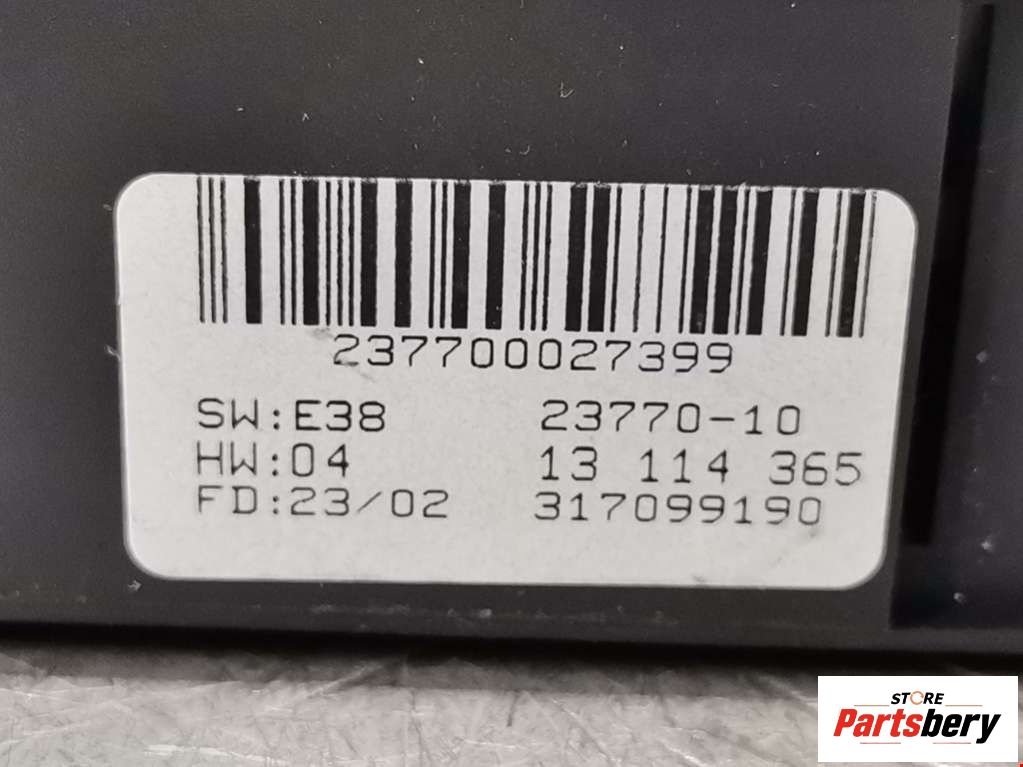 237700027399
SW:E38 23770-10
HW:04 13 114 365
FD:23/02 317099190
STORE
Partsbery